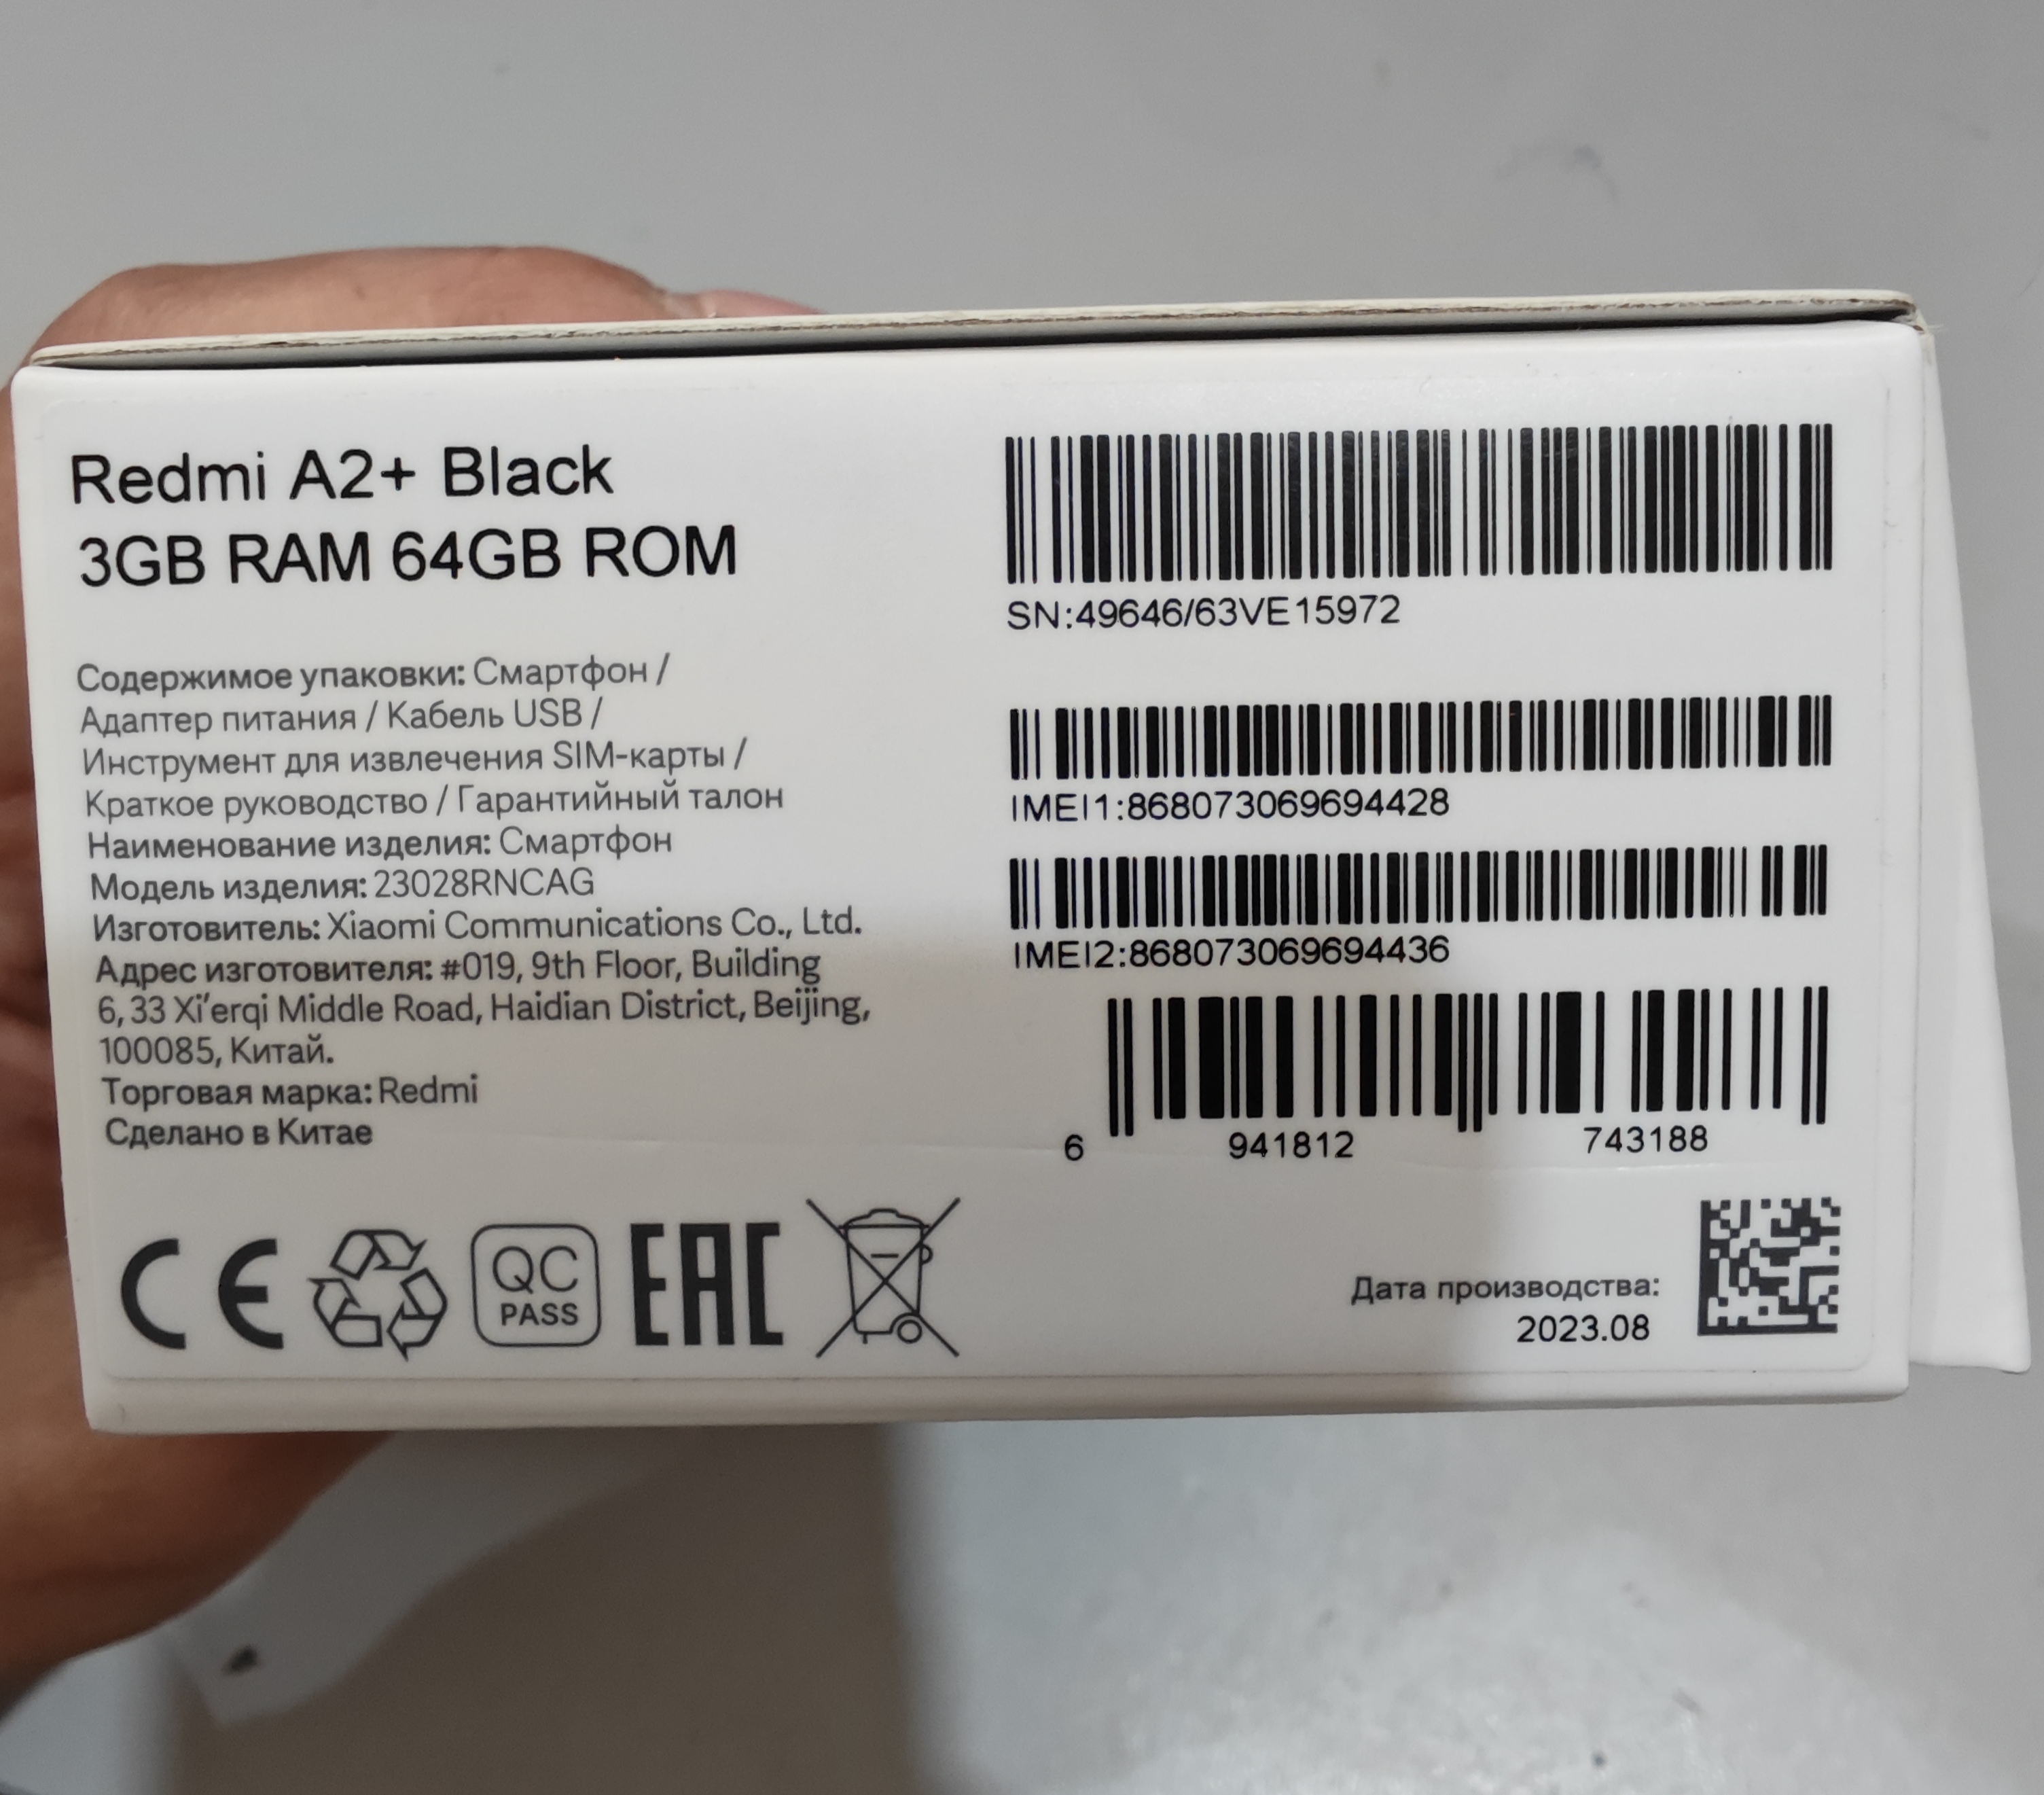 Redmi A2+ Black
3GB RAM 64GB ROM
Содержимое упаковки: Смартфон /
Адаптер питания / Кабель USB /
Инструмент для извлечения SIM-карты /
Краткое руководство / Гарантийный талон
Наименование изделия: Смартфон
Модель изделия: 23028RNCAG
Изготовитель: Xiaomi Communications Co., Ltd.
Адрес изготовителя: #019, 9th Floor, Building
6, 33 Xi'erqi Middle Road, Haidian District, Beijing,
100085, Китай.
Торговая марка: Redmi
Сделано в Китае
CE
QC
PASS
EAC
SN:49646/63VE15972
IMEI1:868073069694428
IMEI2:868073069694436
6 941812 743188
Дата производства:
2023.08